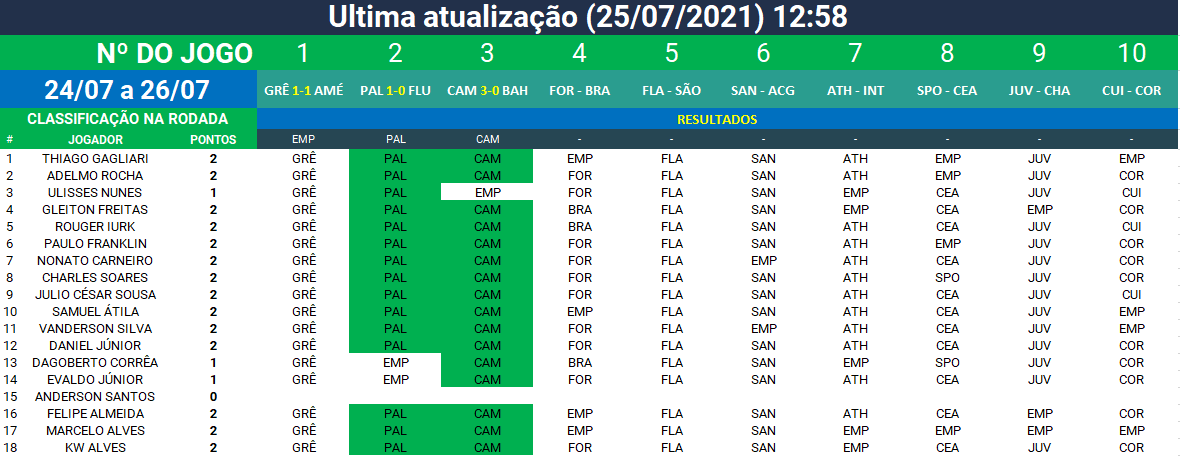 Ultima atualização (25/07/2021) 12:58
Nº DO JOGO 1 2 3 4 5 6 7 8 9 10
24/07 a 26/07 GRÊ 1-1 AMÉ PAL 1-0 FLU CAM 3-0 BAH FOR - BRA FLA - SÃO SAN - ACG ATH - INT SPO - CEA JUV - CHA CUI - COR
CLASSIFICAÇÃO NA RODADA RESULTADOS
# JOGADOR PONTOS EMP PAL CAM - - - - - - -
1 THIAGO GAGLIARI 2 GRÊ PAL CAM EMP FLA SAN ATH EMP JUV EMP
2 ADELMO ROCHA 2 GRÊ PAL CAM FOR FLA SAN ATH EMP JUV COR
3 ULISSES NUNES 1 GRÊ PAL EMP FOR FLA SAN EMP CEA JUV CUI
4 GLEITON FREITAS 2 GRÊ PAL CAM BRA FLA SAN EMP CEA EMP COR
5 ROUGER IURK 2 GRÊ PAL CAM BRA FLA SAN ATH CEA JUV CUI
6 PAULO FRANKLIN 2 GRÊ PAL CAM FOR FLA SAN ATH EMP JUV COR
7 NONATO CARNEIRO 2 GRÊ PAL CAM FOR FLA EMP ATH CEA JUV COR
8 CHARLES SOARES 2 GRÊ PAL CAM FOR FLA SAN ATH SPO JUV COR
9 JULIO CÉSAR SOUSA 2 GRÊ PAL CAM FOR FLA SAN ATH CEA JUV CUI
10 SAMUEL ÁTILA 2 GRÊ PAL CAM EMP FLA SAN ATH CEA JUV EMP
11 VANDERSON SILVA 2 GRÊ PAL CAM FOR FLA EMP ATH CEA JUV EMP
12 DANIEL JÚNIOR 2 GRÊ PAL CAM FOR FLA SAN ATH CEA JUV COR
13 DAGOBERTO CORRÊA 1 GRÊ EMP CAM BRA FLA SAN EMP SPO JUV COR
14 EVALDO JÚNIOR 1 GRÊ EMP CAM FOR FLA SAN ATH CEA JUV COR
15 ANDERSON SANTOS 0
16 FELIPE ALMEIDA 2 GRÊ PAL CAM EMP FLA SAN ATH CEA EMP COR
17 MARCELO ALVES 2 GRÊ PAL CAM EMP FLA SAN EMP EMP EMP EMP
18 KW ALVES 2 GRÊ PAL CAM FOR FLA SAN EMP CEA JUV COR